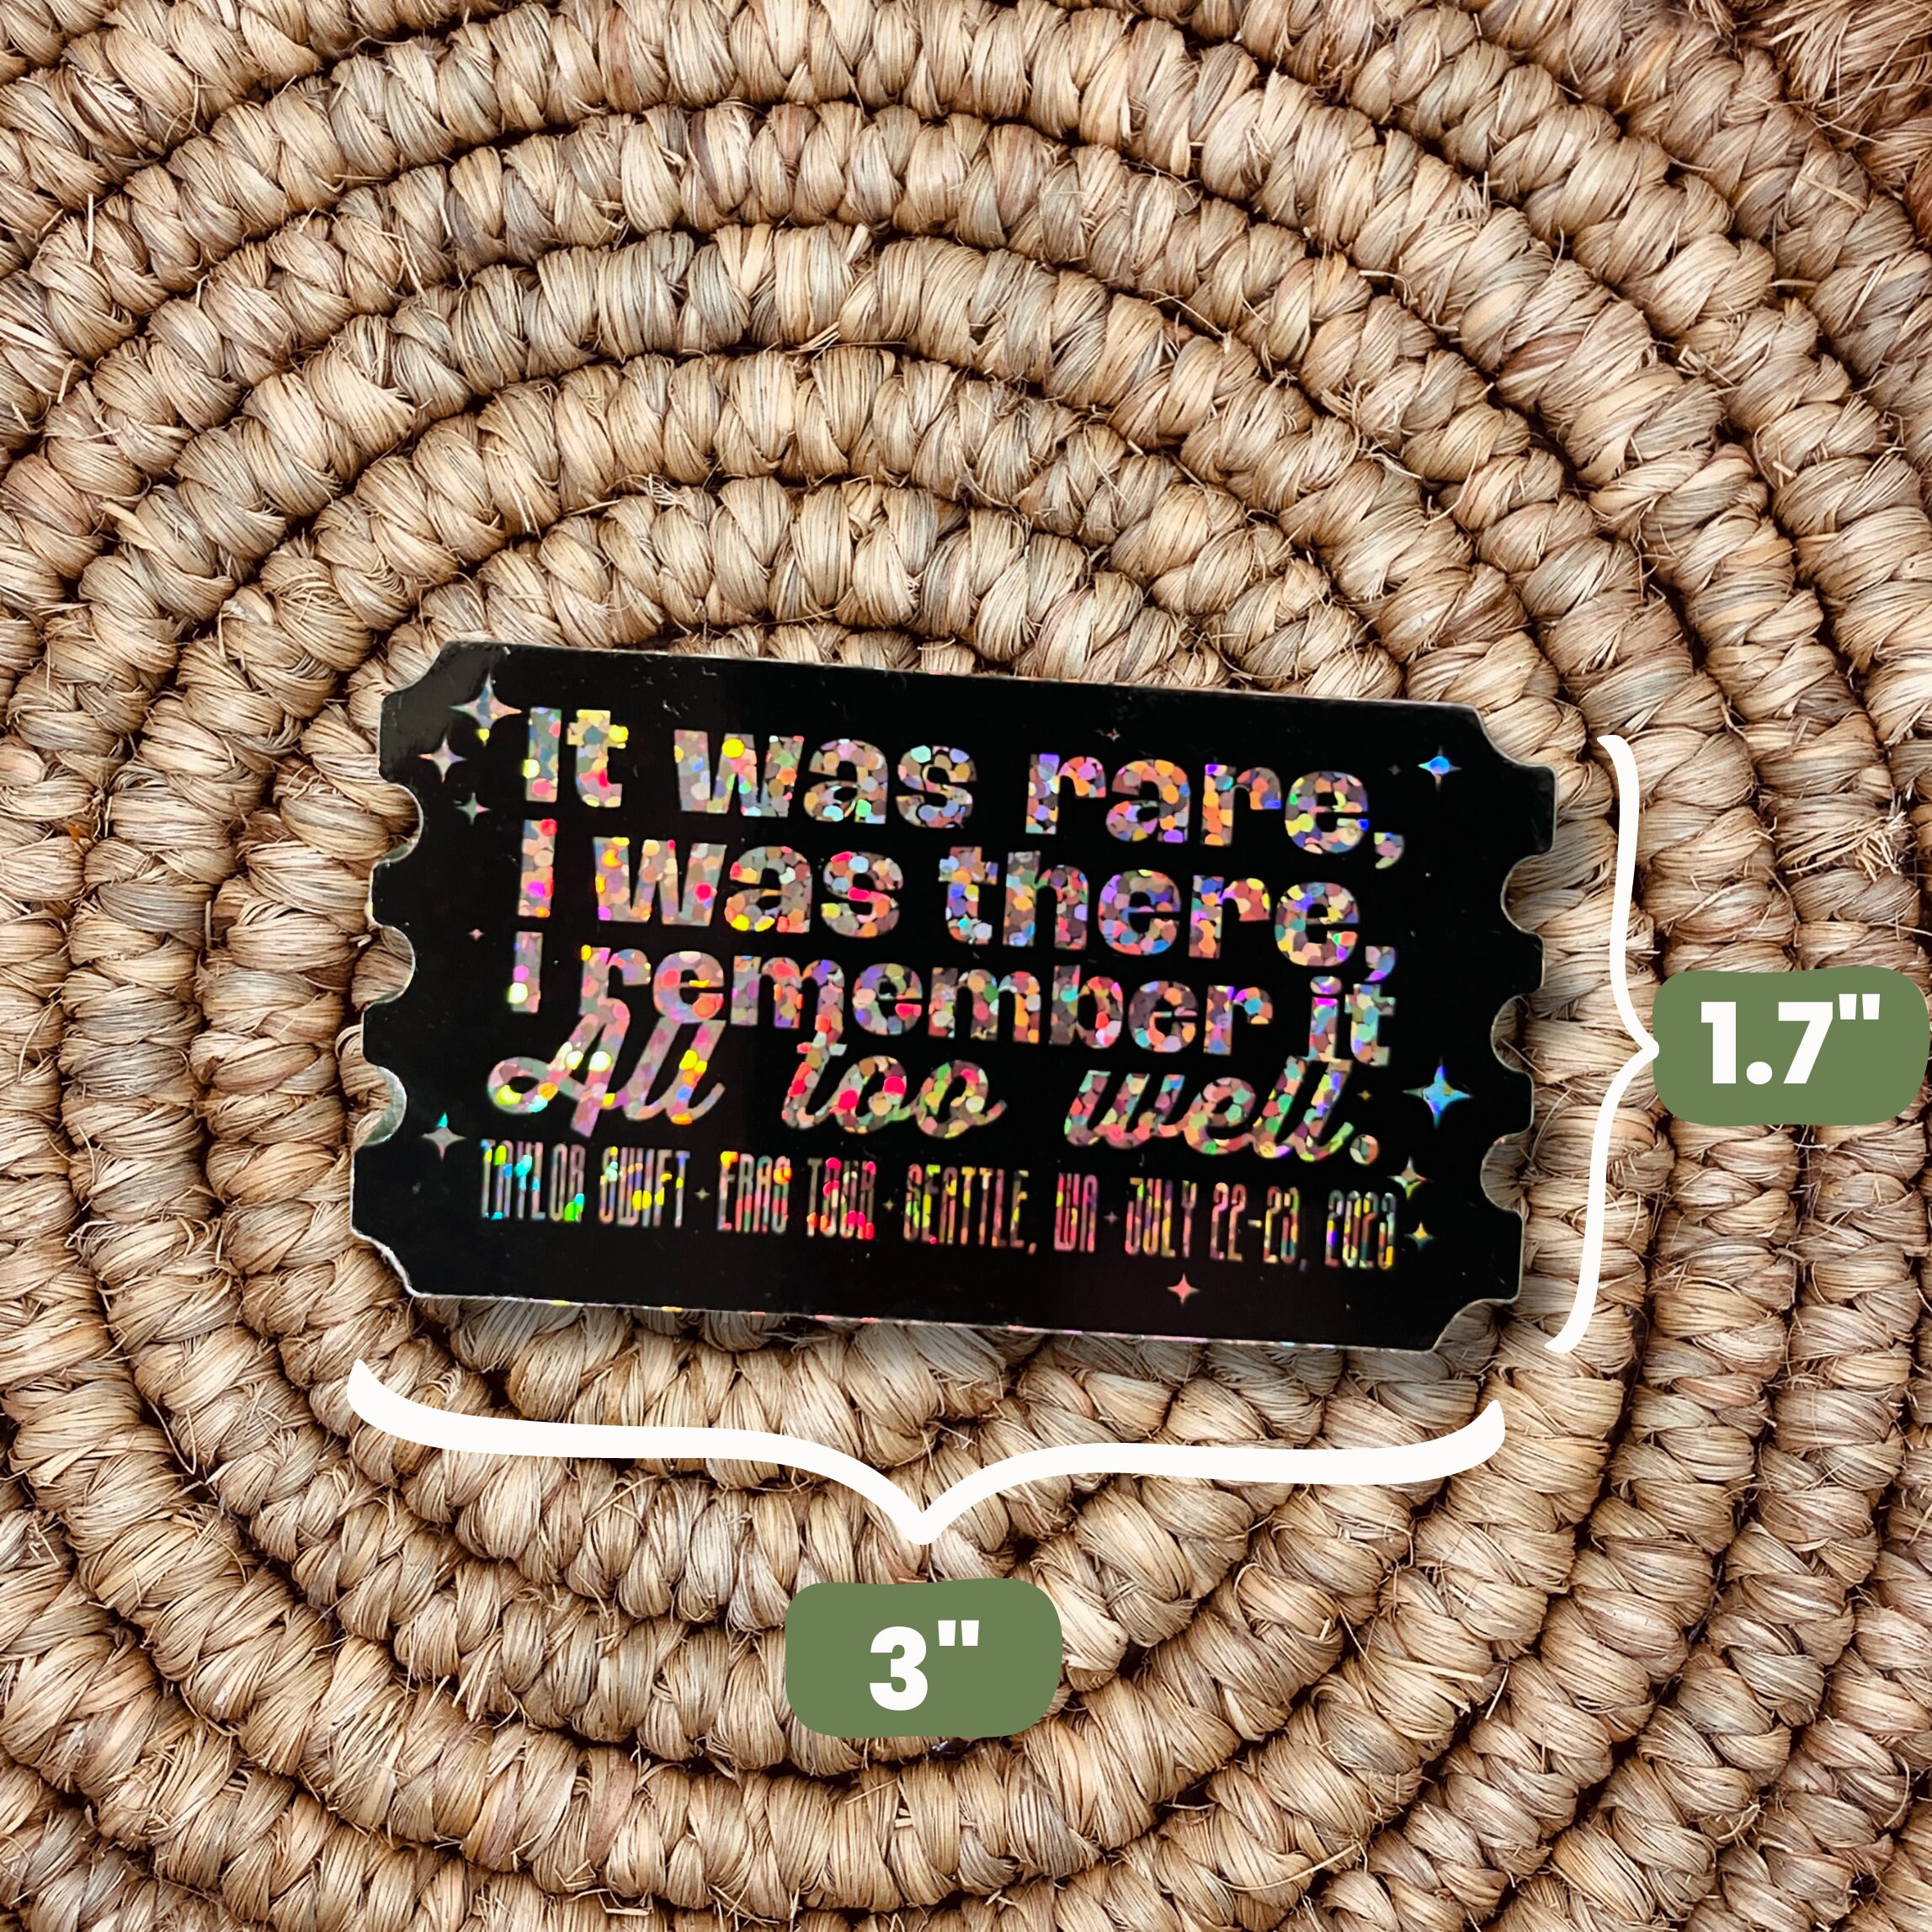 It was rare,
I was there,
I remember it
All too well.
TAYLOR SWIFT ERAS TOUR SEATTLE, WA JULY 22-23, 2023
1.7"
3"